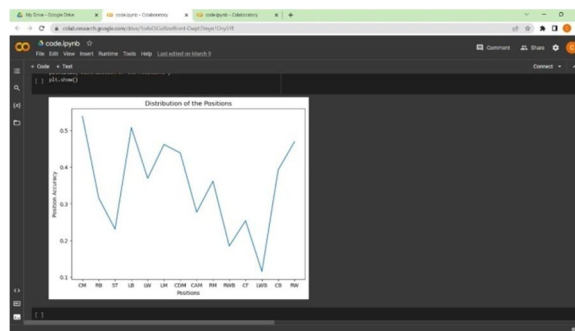 My Drive - Google Drive
code.ipynb - Colaboratory
code.ipynb - Colaboratory
code.ipynb
File Edit View Insert Runtime Tools Help Last edited on March 9
Comment Share
+ Code + Text
Connect
[ ] plt.show()
Distribution of the Positions
Position Accuracy
0.5
0.4
0.3
0.2
0.1
CM RB ST LB LW LM CDM CAM RM RWB CF LWB CB RW
Positions
[ ]